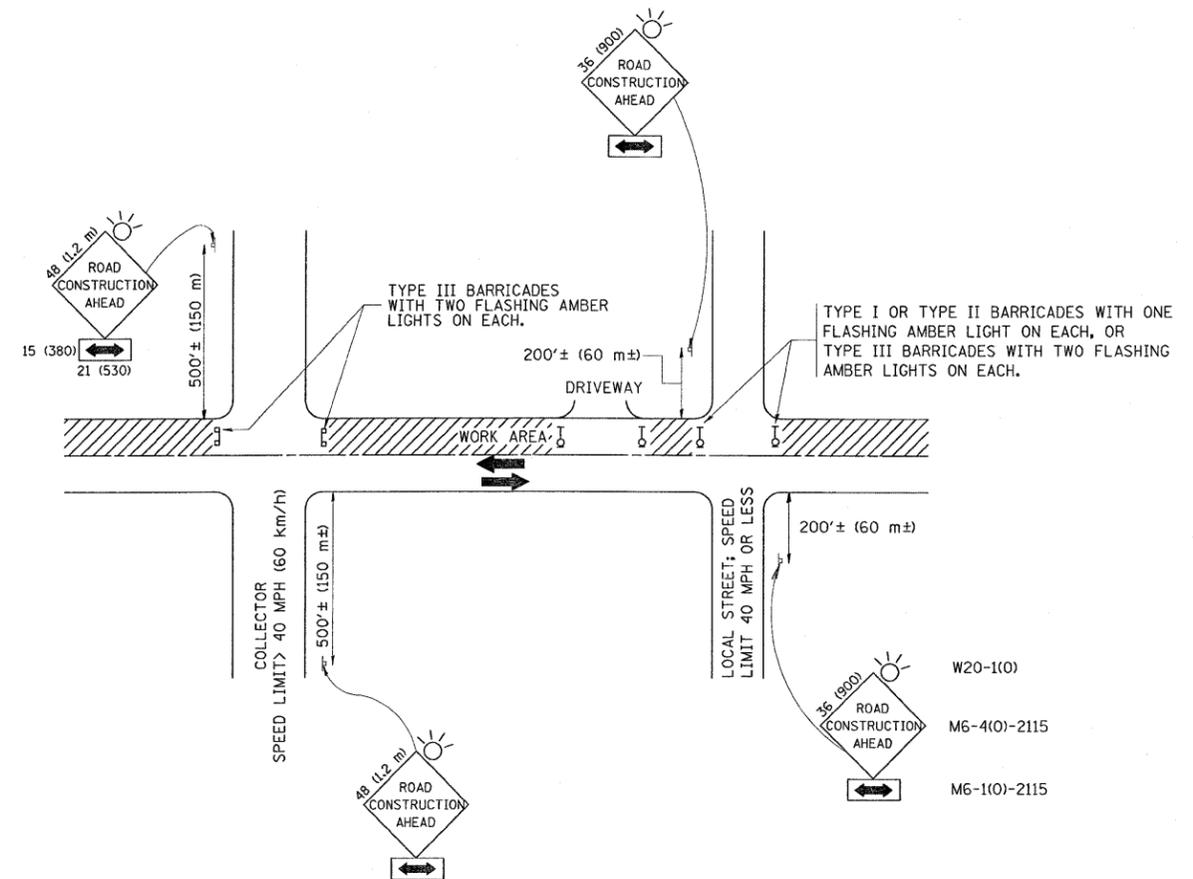 36 (900)
ROAD
CONSTRUCTION
AHEAD
48 (1.2 m)
ROAD
CONSTRUCTION
AHEAD
15 (380)
21 (530)
500'± (150 m)
TYPE III BARRICADES
WITH TWO FLASHING AMBER
LIGHTS ON EACH.
200'± (60 m±)
DRIVEWAY
TYPE I OR TYPE II BARRICADES WITH ONE
FLASHING AMBER LIGHT ON EACH, OR
TYPE III BARRICADES WITH TWO FLASHING
AMBER LIGHTS ON EACH.
WORK AREA
COLLECTOR
SPEED LIMIT> 40 MPH (60 km/h)
500'± (150 m±)
LOCAL STREET; SPEED
LIMIT 40 MPH OR LESS
200'± (60 m±)
36 (900)
ROAD
CONSTRUCTION
AHEAD
W20-1(O)
M6-4(O)-2115
M6-1(O)-2115
48 (1.2 m)
ROAD
CONSTRUCTION
AHEAD